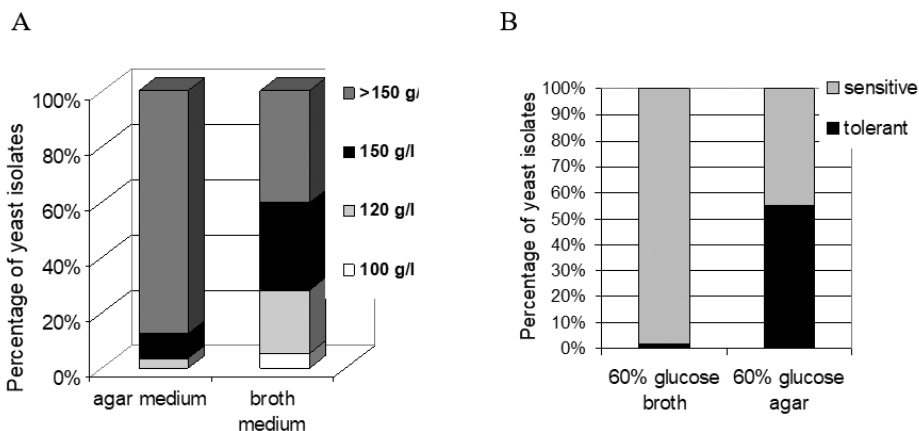 A
Percentage of yeast isolates
100%
80%
60%
40%
20%
0%
agar medium
broth
medium
>150 g/
150 g/l
120 g/l
100 g/l
B
Percentage of yeast isolates
100%
90%
80%
70%
60%
50%
40%
30%
20%
10%
0%
60% glucose
broth
60% glucose
agar
sensitive
tolerant